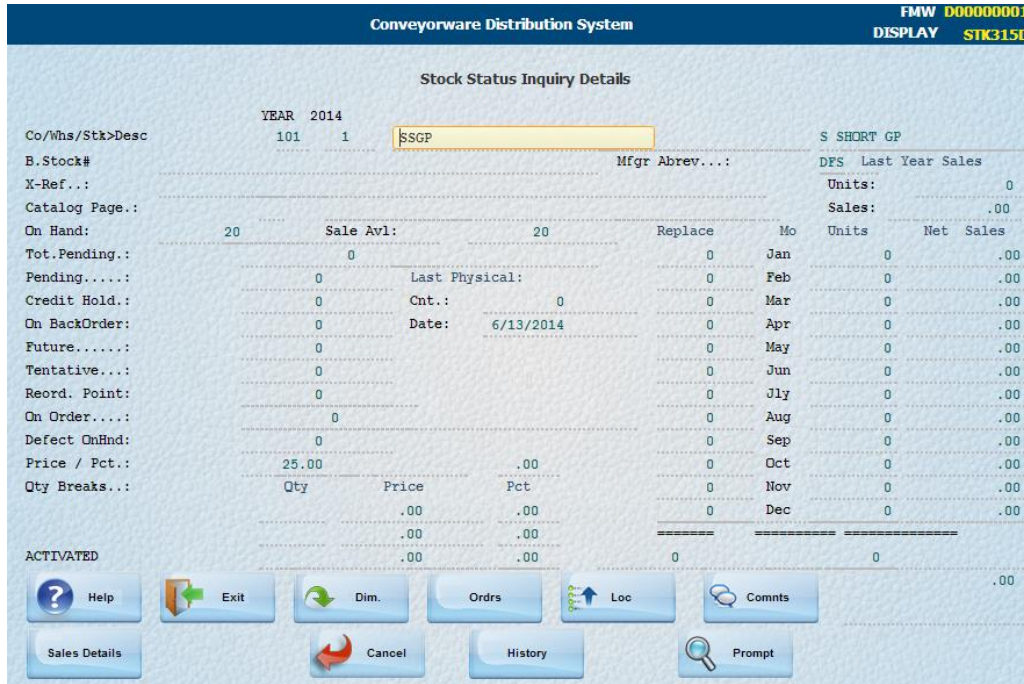 FMW D00000001
Conveyorware Distribution System
DISPLAY STK315D
Stock Status Inquiry Details
YEAR 2014
Co/Whs/Stk>Desc 101 1 SSGP S SHORT GP
B.Stock# Mfgr Abrev...: DFS Last Year Sales
X-Ref..: Units: 0
Catalog Page.: Sales: .00
On Hand: 20 Sale Avl: 20 Replace Mo Units Net Sales
Tot.Pending.: 0 0 Jan 0 .00
Pending.....: 0 Last Physical: 0 Feb 0 .00
Credit Hold.: 0 Cnt.: 0 0 Mar 0 .00
On BackOrder: 0 Date: 6/13/2014 0 Apr 0 .00
Future......: 0 0 May 0 .00
Tentative...: 0 0 Jun 0 .00
Reord. Point: 0 0 Jly 0 .00
On Order....: 0 0 Aug 0 .00
Defect OnHnd: 0 0 Sep 0 .00
Price / Pct.: 25.00 .00 0 Oct 0 .00
Qty Breaks..: Qty Price Pct 0 Nov 0 .00
.00 .00 0 Dec 0 .00
.00 .00 ======= ========== ==============
ACTIVATED .00 .00 0 0
.00
Help Exit Dim. Ordrs Loc Comnts
Sales Details Cancel History Prompt